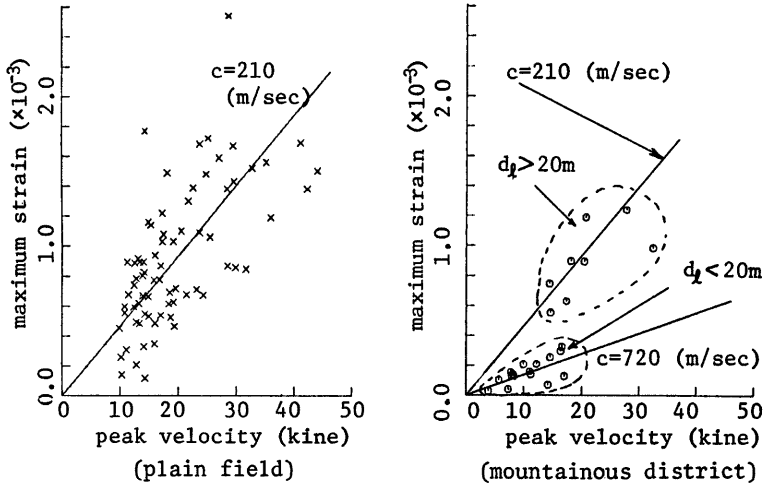 maximum strain (×10⁻³)
2.0
1.0
0.0
c=210
(m/sec)
0 10 20 30 40 50
peak velocity (kine)
(plain field)
maximum strain (×10⁻³)
2.0
1.0
0.0
c=210 (m/sec)
dℓ>20m
dℓ<20m
c=720 (m/sec)
0 10 20 30 40 50
peak velocity (kine)
(mountainous district)